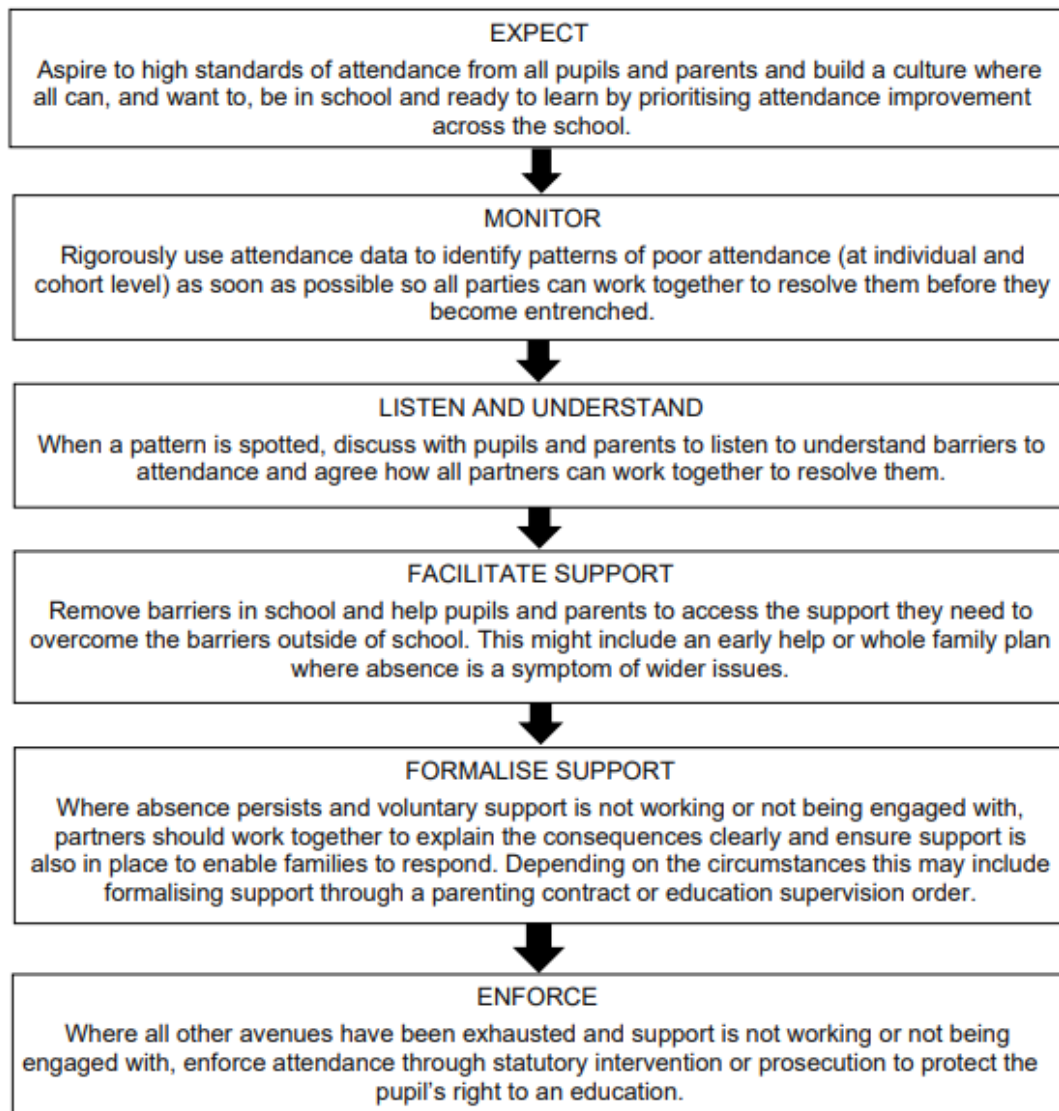 EXPECT
Aspire to high standards of attendance from all pupils and parents and build a culture where
all can, and want to, be in school and ready to learn by prioritising attendance improvement
across the school.
MONITOR
Rigorously use attendance data to identify patterns of poor attendance (at individual and
cohort level) as soon as possible so all parties can work together to resolve them before they
become entrenched.
LISTEN AND UNDERSTAND
When a pattern is spotted, discuss with pupils and parents to listen to understand barriers to
attendance and agree how all partners can work together to resolve them.
FACILITATE SUPPORT
Remove barriers in school and help pupils and parents to access the support they need to
overcome the barriers outside of school. This might include an early help or whole family plan
where absence is a symptom of wider issues.
FORMALISE SUPPORT
Where absence persists and voluntary support is not working or not being engaged with,
partners should work together to explain the consequences clearly and ensure support is
also in place to enable families to respond. Depending on the circumstances this may include
formalising support through a parenting contract or education supervision order.
ENFORCE
Where all other avenues have been exhausted and support is not working or not being
engaged with, enforce attendance through statutory intervention or prosecution to protect the
pupil's right to an education.